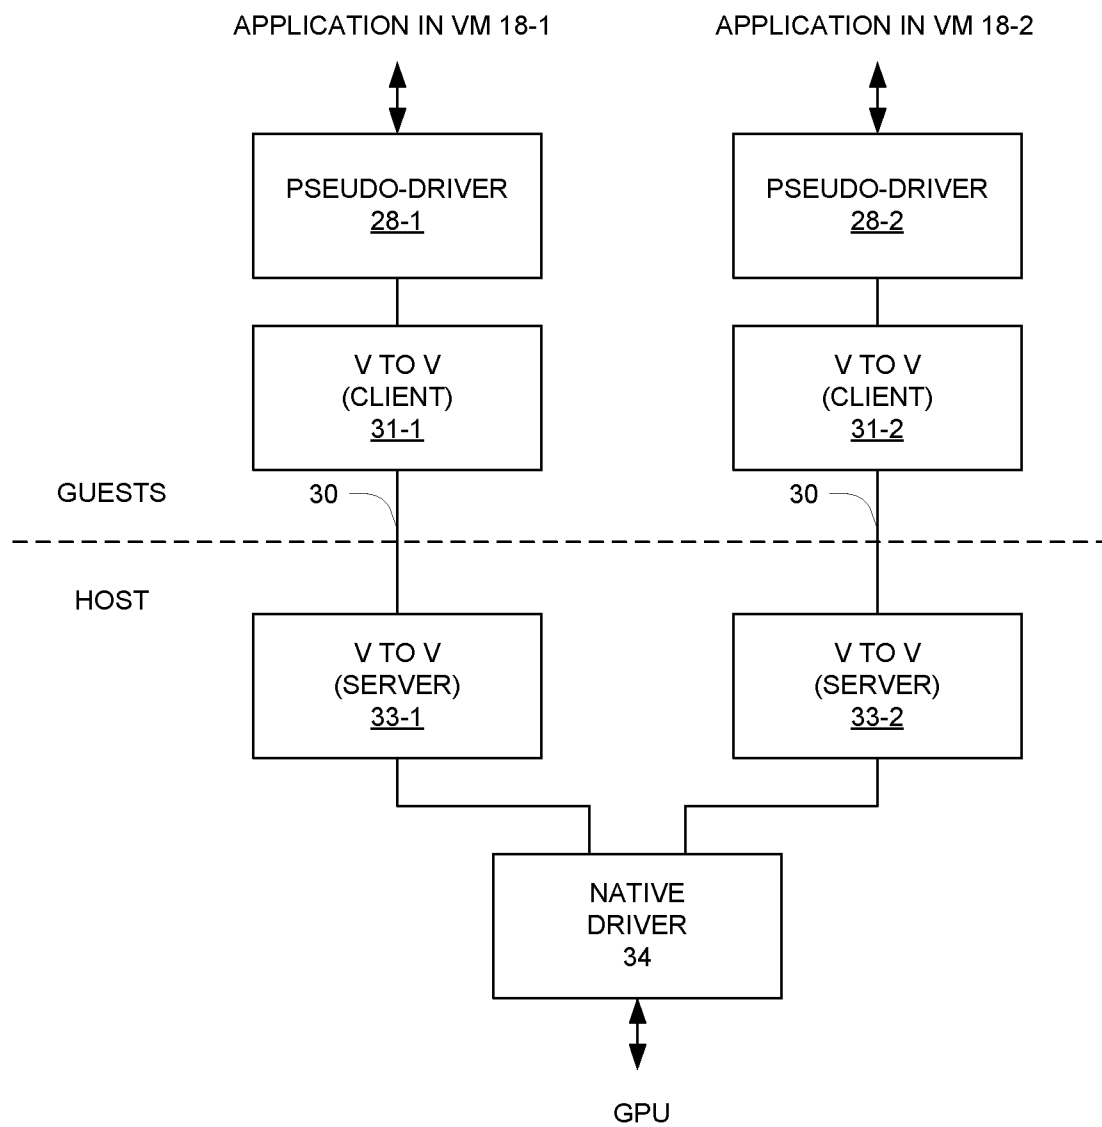 APPLICATION IN VM 18-1
APPLICATION IN VM 18-2
PSEUDO-DRIVER
28-1
PSEUDO-DRIVER
28-2
V TO V
(CLIENT)
31-1
V TO V
(CLIENT)
31-2
GUESTS
30
30
HOST
V TO V
(SERVER)
33-1
V TO V
(SERVER)
33-2
NATIVE
DRIVER
34
GPU